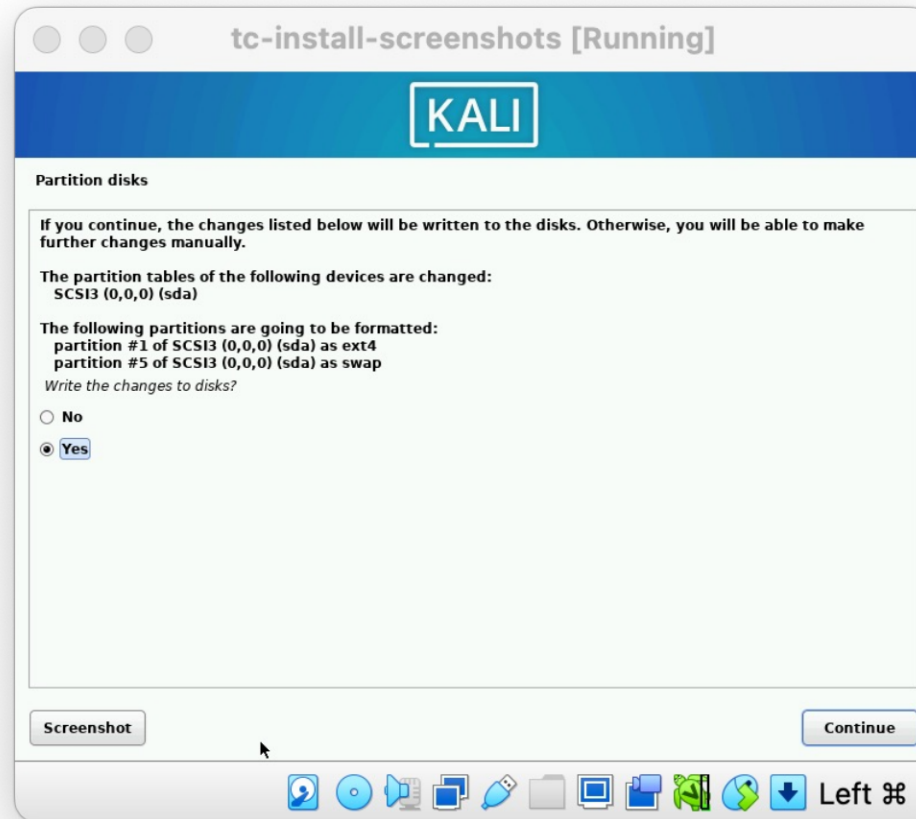 tc-install-screenshots [Running]
KALI
Partition disks
If you continue, the changes listed below will be written to the disks. Otherwise, you will be able to make
further changes manually.
The partition tables of the following devices are changed:
SCSI3 (0,0,0) (sda)
The following partitions are going to be formatted:
partition #1 of SCSI3 (0,0,0) (sda) as ext4
partition #5 of SCSI3 (0,0,0) (sda) as swap
Write the changes to disks?
No
Yes
Screenshot
Continue
Left ⌘